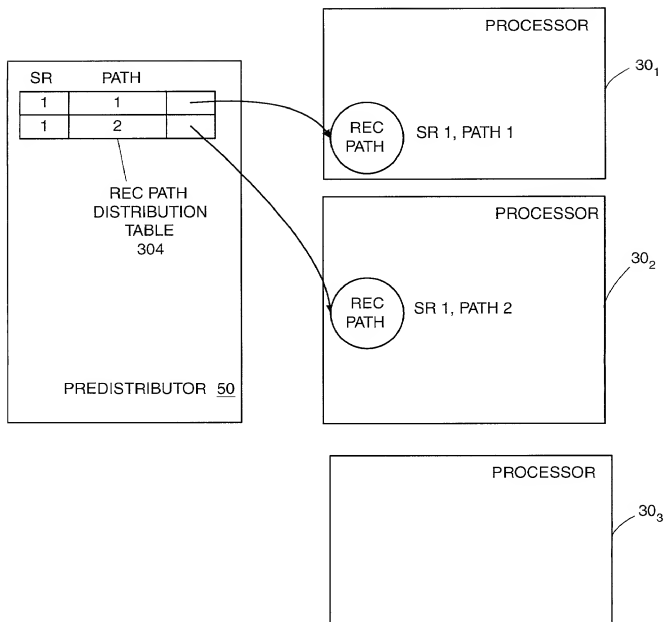 SR PATH
1 1
1 2
REC PATH
DISTRIBUTION
TABLE
304
PREDISTRIBUTOR 50
PROCESSOR
30₁
REC
PATH
SR 1, PATH 1
PROCESSOR
30₂
REC
PATH
SR 1, PATH 2
PROCESSOR
30₃